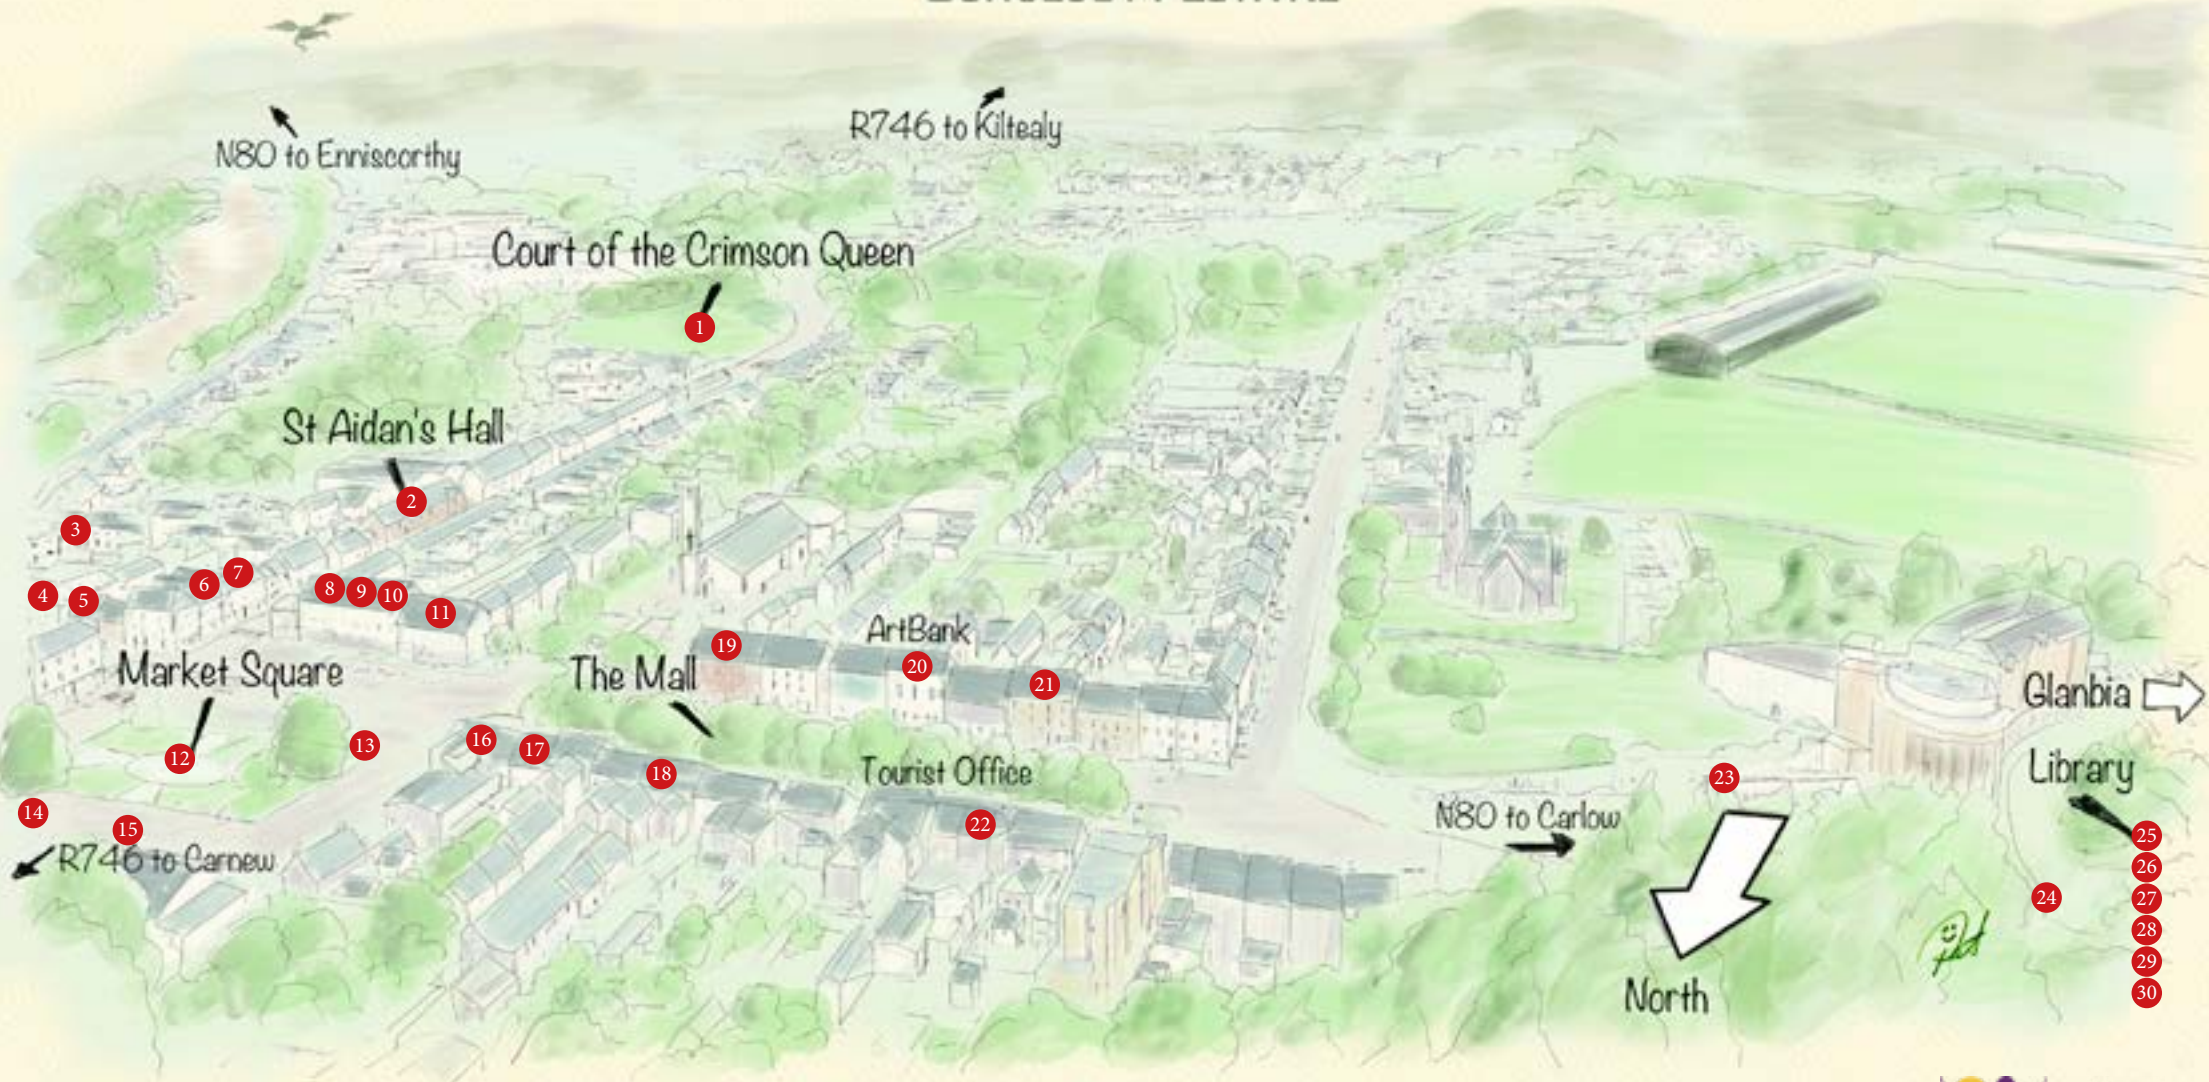 N80 to Enniscorthy
R746 to Kiltealy
Court of the Crimson Queen
1
St Aidan's Hall
2
3
4
5
6
7
8
9
10
11
Market Square
12
13
14
15
R746 to Carnew
The Mall
16
17
18
19
ArtBank
20
21
Tourist Office
22
N80 to Carlow
23
North
Glanbia
Library
24
25
26
27
28
29
30